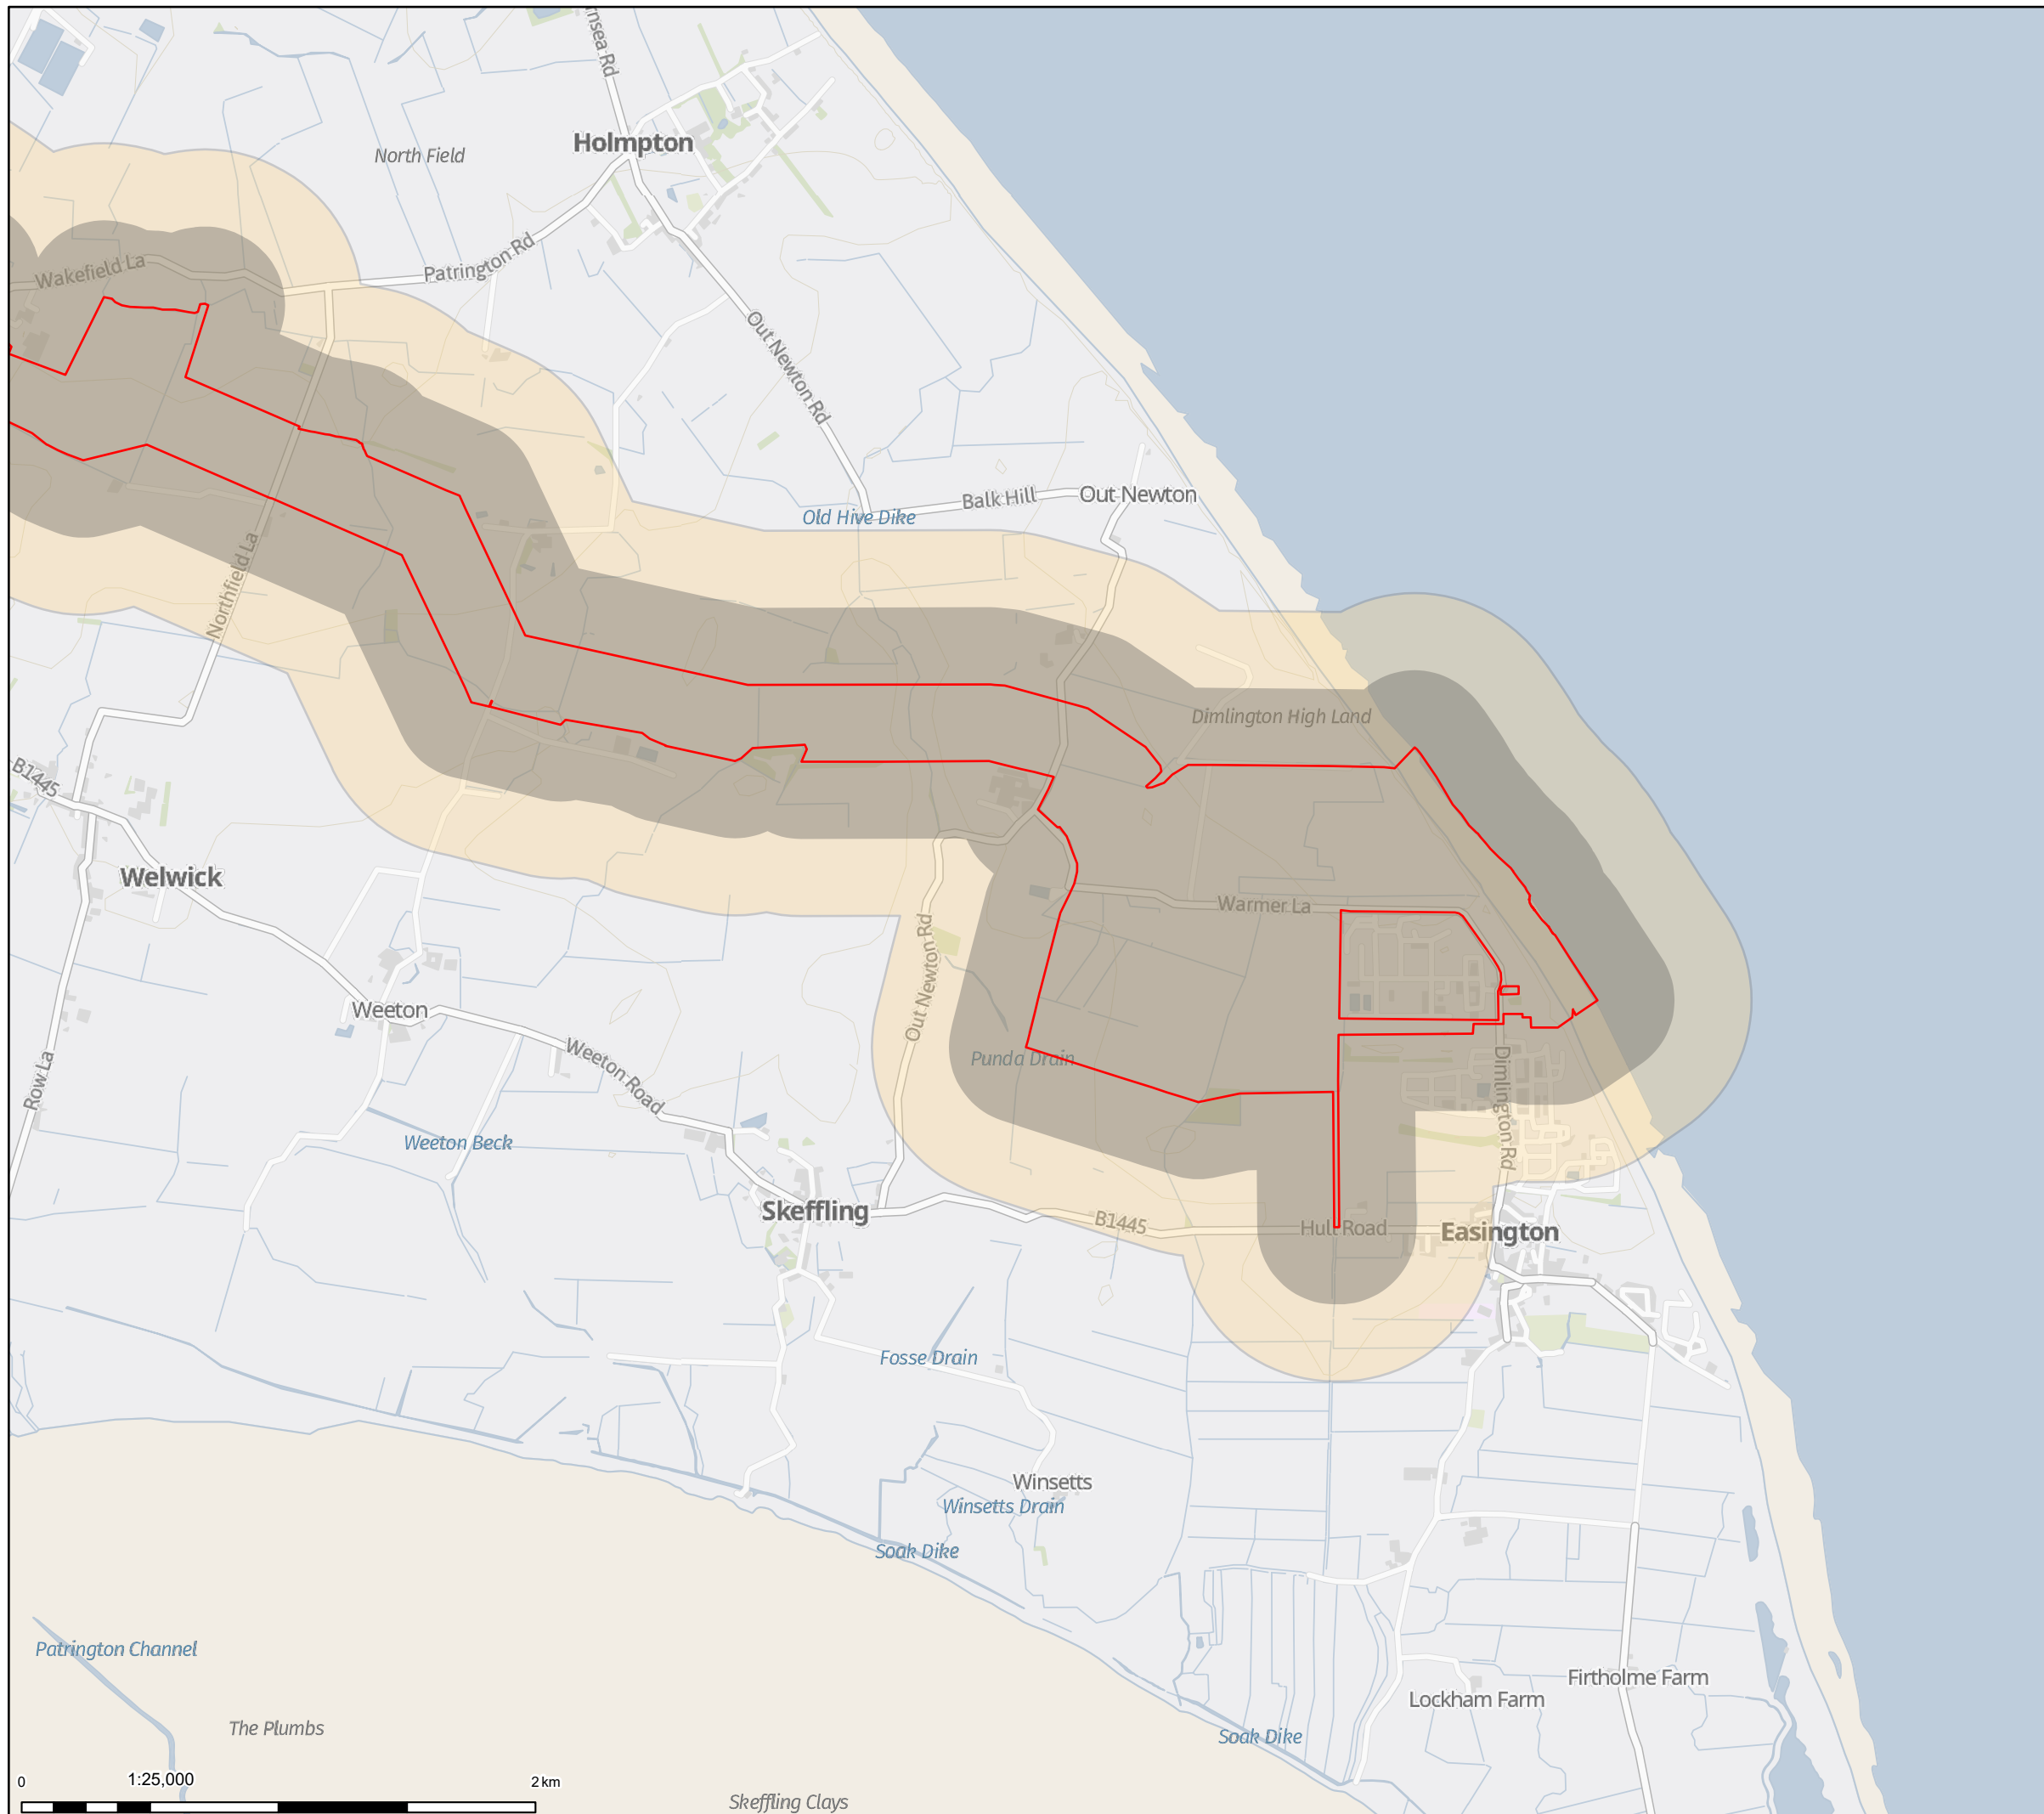 nsea Rd
Holmpton
North Field
Patrington Rd
Wakefield La
Out Newton Rd
Balk Hill
Out Newton
Old Hive Dike
Northfield La
Dimlington High Land
B1445
Welwick
Warmer La
Out Newton Rd
Weeton
Weeton Road
Punda Drain
Dimlington Rd
Row La
Weeton Beck
Skeffling
B1445
Hull Road
Easington
Fosse Drain
Winsetts
Winsetts Drain
Soak Dike
Patrington Channel
Firtholme Farm
Lockham Farm
The Plumbs
Soak Dike
0
1:25,000
2 km
Skeffling Clays